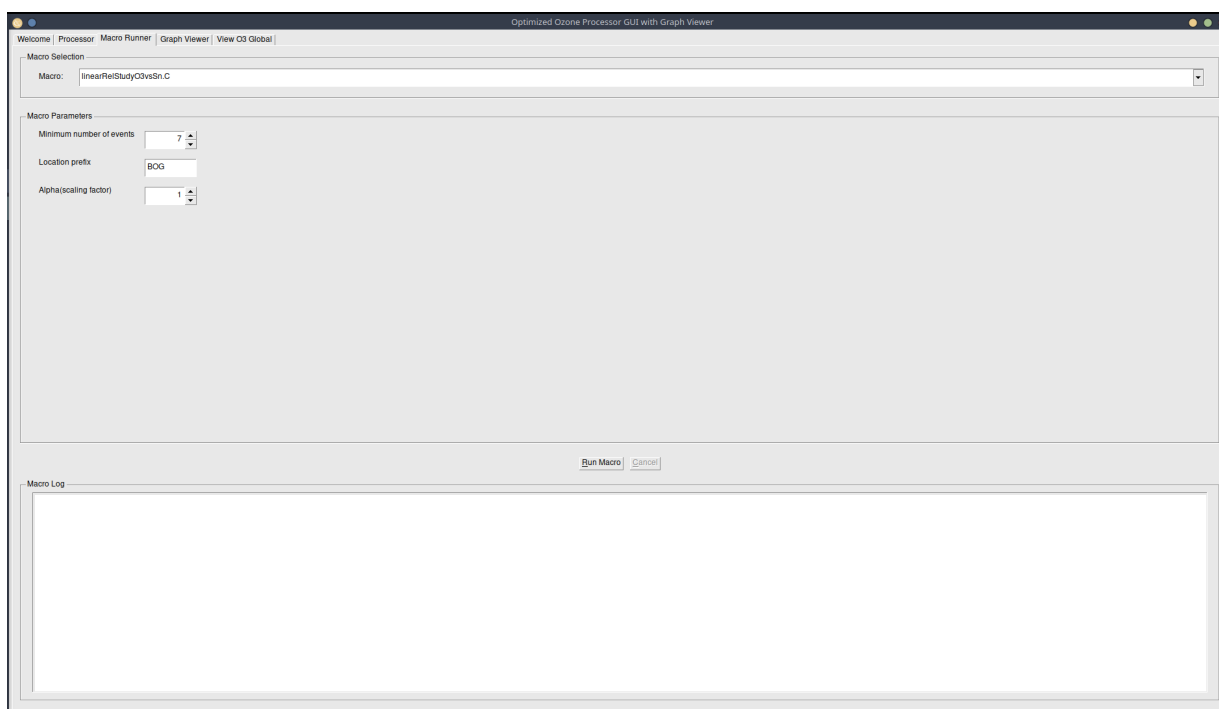 Optimized Ozone Processor GUI with Graph Viewer
Welcome Processor Macro Runner Graph Viewer View O3 Global
Macro Selection
Macro: linearRelStudyO3vsSn.C
Macro Parameters
Minimum number of events 7
Location prefix BOG
Alpha(scaling factor) 1
Run Macro Cancel
Macro Log